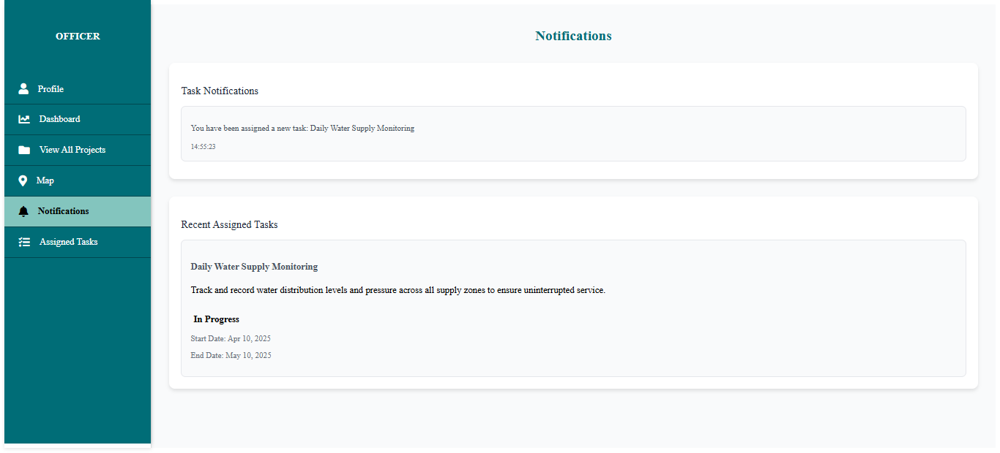 OFFICER
Profile
Dashboard
View All Projects
Map
Notifications
Assigned Tasks
Notifications
Task Notifications
You have been assigned a new task: Daily Water Supply Monitoring
14:55:23
Recent Assigned Tasks
Daily Water Supply Monitoring
Track and record water distribution levels and pressure across all supply zones to ensure uninterrupted service.
In Progress
Start Date: Apr 10, 2025
End Date: May 10, 2025